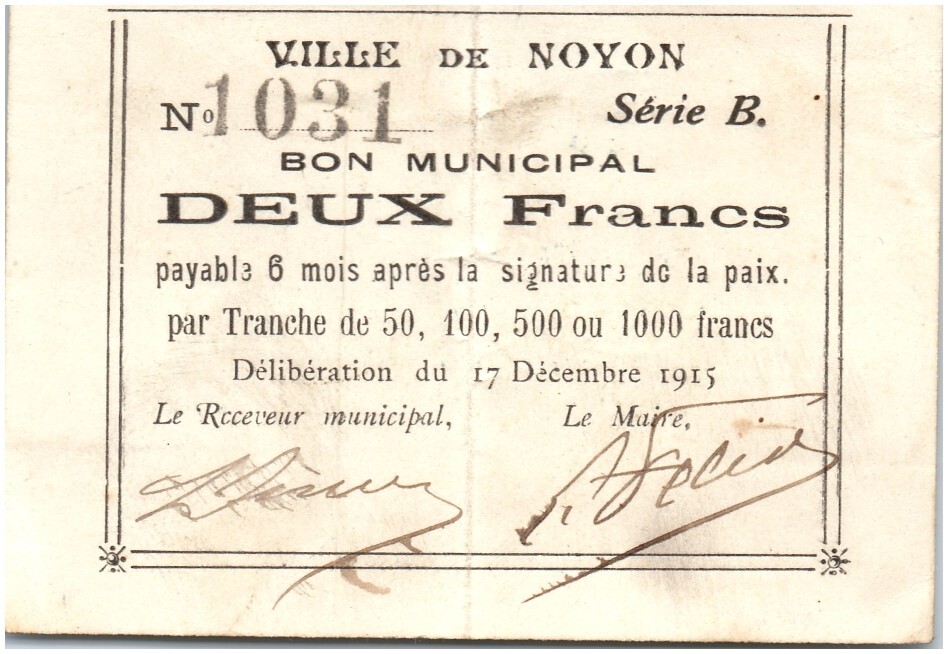 VILLE DE NOYON
No 1031 Série B.
BON MUNICIPAL
DEUX Francs
payable 6 mois après la signature de la paix.
par Tranche de 50, 100, 500 ou 1000 francs
Délibération du 17 Décembre 1915
Le Receveur municipal, Le Maire,